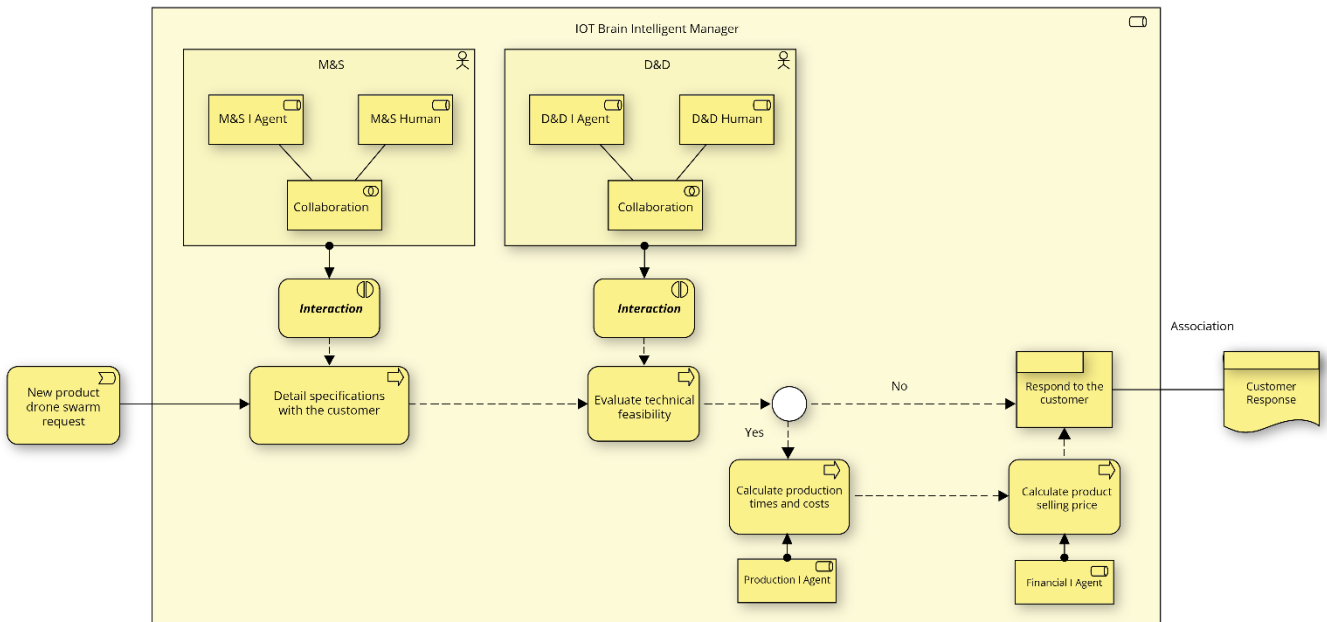 IOT Brain Intelligent Manager
M&S
D&D
M&S I Agent
M&S Human
D&D I Agent
D&D Human
Collaboration
Collaboration
Interaction
Interaction
Association
New product
drone swarm
request
Detail specifications
with the customer
Evaluate technical
feasibility
No
Respond to the
customer
Customer
Response
Yes
Calculate production
times and costs
Calculate product
selling price
Production I Agent
Financial I Agent